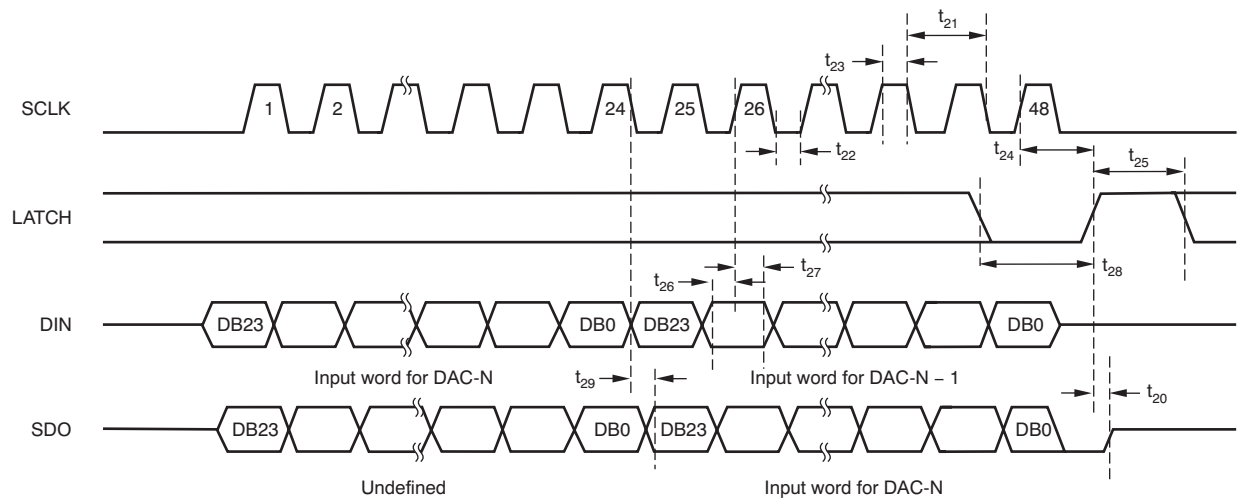 t21
t23
SCLK
1
2
24
25
26
48
t22
t24
t25
LATCH
t27
t28
t26
DIN
DB23
DB0
DB23
DB0
Input word for DAC-N
t29
Input word for DAC-N – 1
t20
SDO
DB23
DB0
DB23
DB0
Undefined
Input word for DAC-N